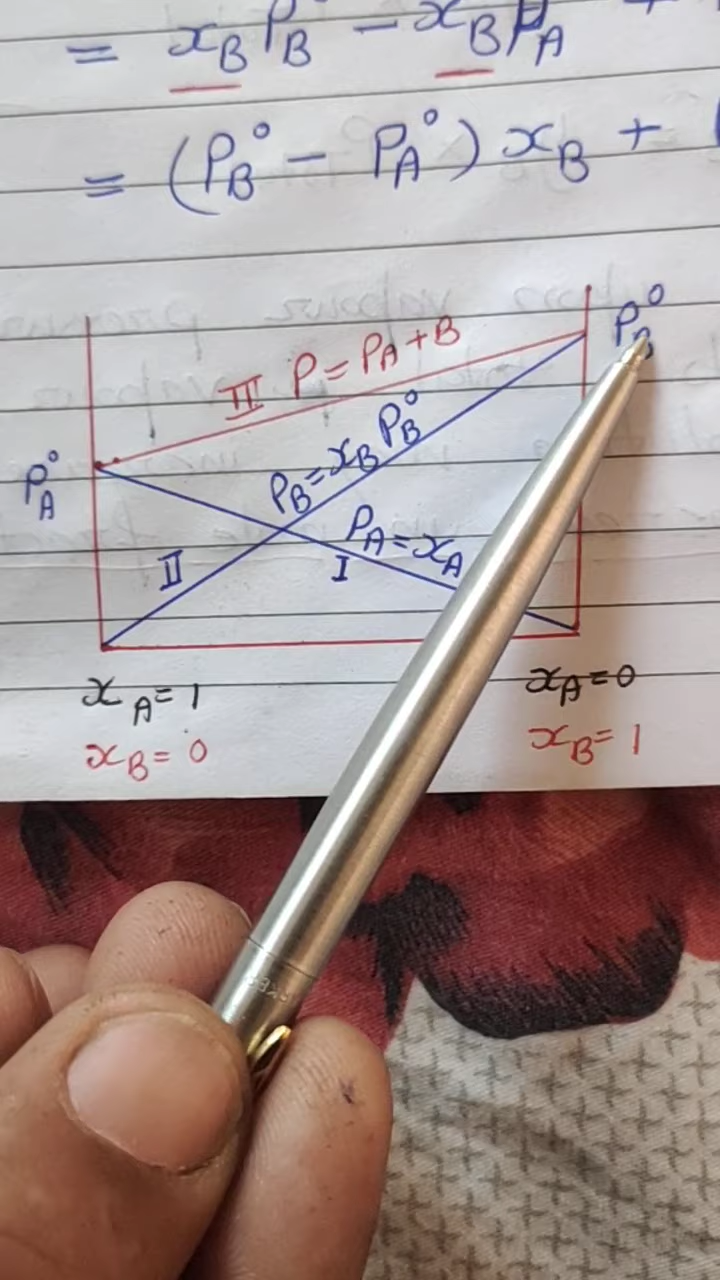 = x_B P_B° - x_B P_A +
= (P_B° - P_A°) x_B +
P_B°
III P = P_A + B
P_A°
P_B = x_B P_B°
P_A = x_A
II
I
x_A = 1
x_A = 0
x_B = 0
x_B = 1